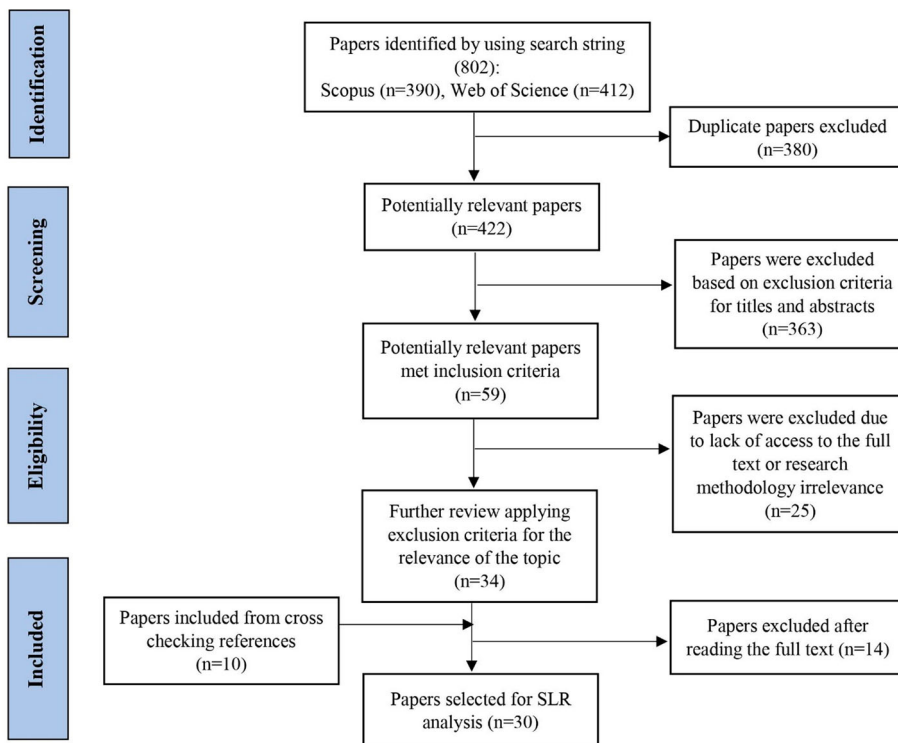 Identification
Papers identified by using search string
(802):
Scopus (n=390), Web of Science (n=412)
Duplicate papers excluded
(n=380)
Screening
Potentially relevant papers
(n=422)
Papers were excluded
based on exclusion criteria
for titles and abstracts
(n=363)
Potentially relevant papers
met inclusion criteria
(n=59)
Eligibility
Papers were excluded due
to lack of access to the full
text or research
methodology irrelevance
(n=25)
Further review applying
exclusion criteria for the
relevance of the topic
(n=34)
Included
Papers included from cross
checking references
(n=10)
Papers excluded after
reading the full text (n=14)
Papers selected for SLR
analysis (n=30)